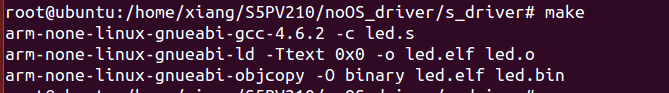 root@ubuntu:/home/xiang/S5PV210/noOS_driver/s_driver# make
arm-none-linux-gnueabi-gcc-4.6.2 -c led.s
arm-none-linux-gnueabi-ld -Ttext 0x0 -o led.elf led.o
arm-none-linux-gnueabi-objcopy -O binary led.elf led.bin